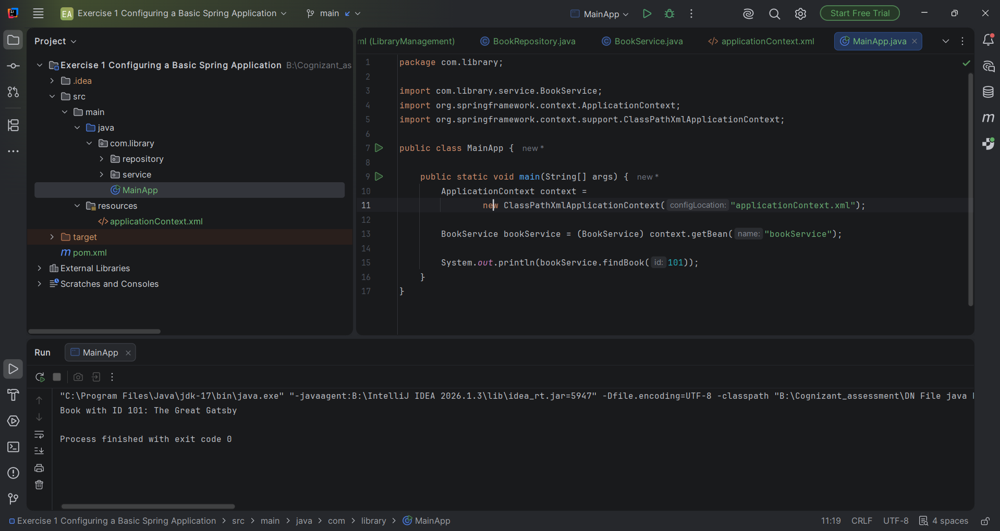 EA Exercise 1 Configuring a Basic Spring Application main MainApp Start Free Trial
Project
Exercise 1 Configuring a Basic Spring Application B:\Cognizant_as
.idea
src
main
java
com.library
repository
service
MainApp
resources
applicationContext.xml
target
m pom.xml
External Libraries
Scratches and Consoles
ml (LibraryManagement) BookRepository.java BookService.java applicationContext.xml MainApp.java
1 package com.library;
2
3 import com.library.service.BookService;
4 import org.springframework.context.ApplicationContext;
5 import org.springframework.context.support.ClassPathXmlApplicationContext;
6
7 public class MainApp { new *
8
9 public static void main(String[] args) { new *
10 ApplicationContext context =
11 new ClassPathXmlApplicationContext( configLocation: "applicationContext.xml");
12
13 BookService bookService = (BookService) context.getBean( name: "bookService");
14
15 System.out.println(bookService.findBook( id: 101));
16 }
17 }
Run MainApp
"C:\Program Files\Java\jdk-17\bin\java.exe" "-javaagent:B:\IntelliJ IDEA 2026.1.3\lib\idea_rt.jar=5947" -Dfile.encoding=UTF-8 -classpath "B:\Cognizant_assessment\DN File java
Book with ID 101: The Great Gatsby
Process finished with exit code 0
Exercise 1 Configuring a Basic Spring Application > src > main > java > com > library > MainApp 11:19 CRLF UTF-8 4 spaces